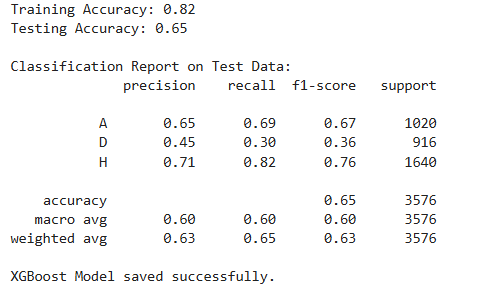 Training Accuracy: 0.82
Testing Accuracy: 0.65
Classification Report on Test Data:
precision recall f1-score support
A 0.65 0.69 0.67 1020
D 0.45 0.30 0.36 916
H 0.71 0.82 0.76 1640
accuracy 0.65 3576
macro avg 0.60 0.60 0.60 3576
weighted avg 0.63 0.65 0.63 3576
XGBoost Model saved successfully.